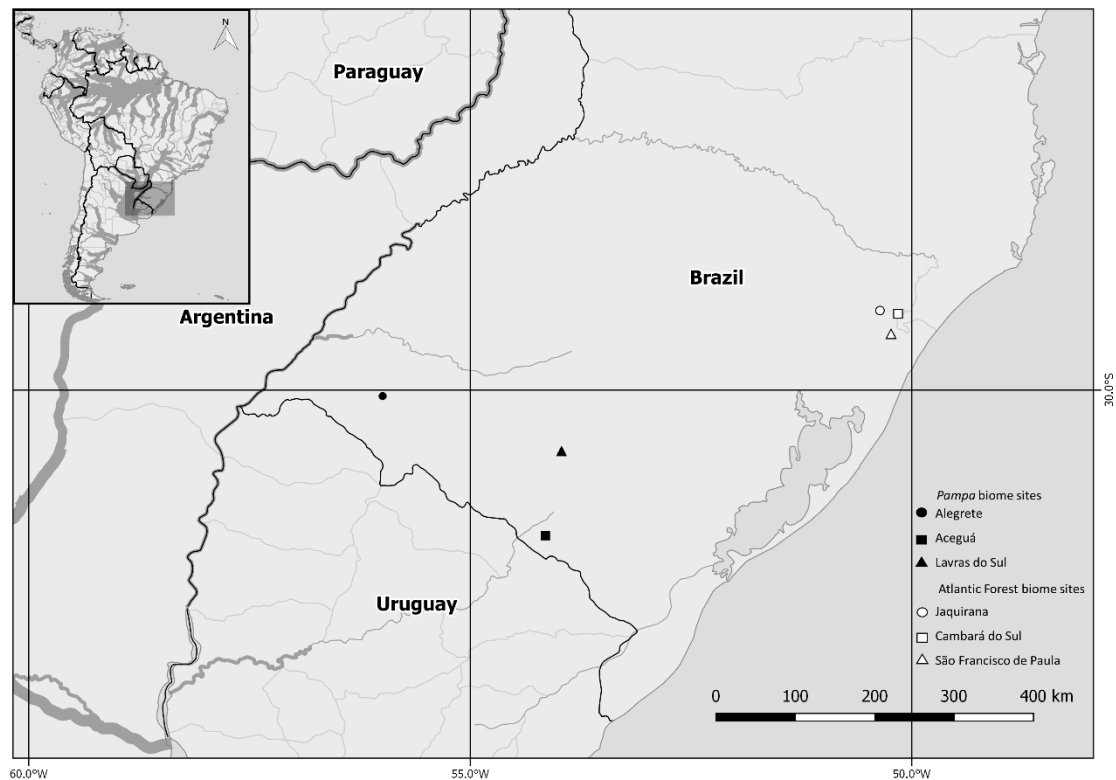 N
Paraguay
Brazil
Argentina
30.0°S
Pampa biome sites
Alegrete
Aceguá
Lavras do Sul
Atlantic Forest biome sites
Uruguay
Jaquirana
Cambará do Sul
São Francisco de Paula
0 100 200 300 400 km
60.0°W 55.0°W 50.0°W